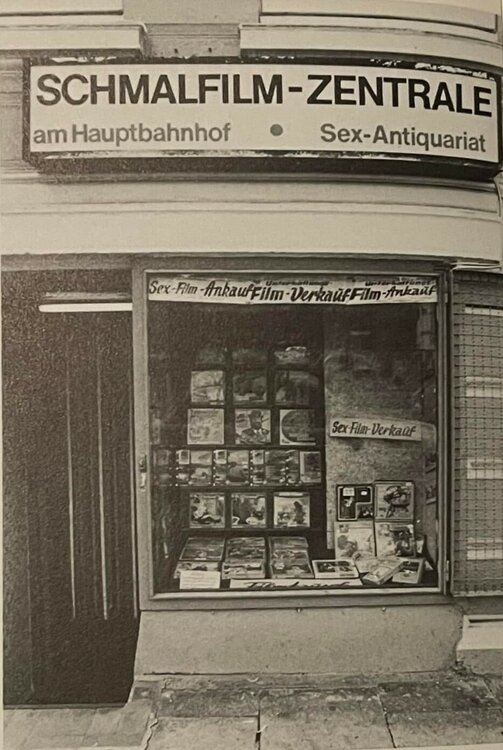 SCHMALFILM-ZENTRALE
am Hauptbahnhof • Sex-Antiquariat
Sex-Film-Ankauf Film-Verkauf Film-Ankauf
Sex-Film-Verkauf